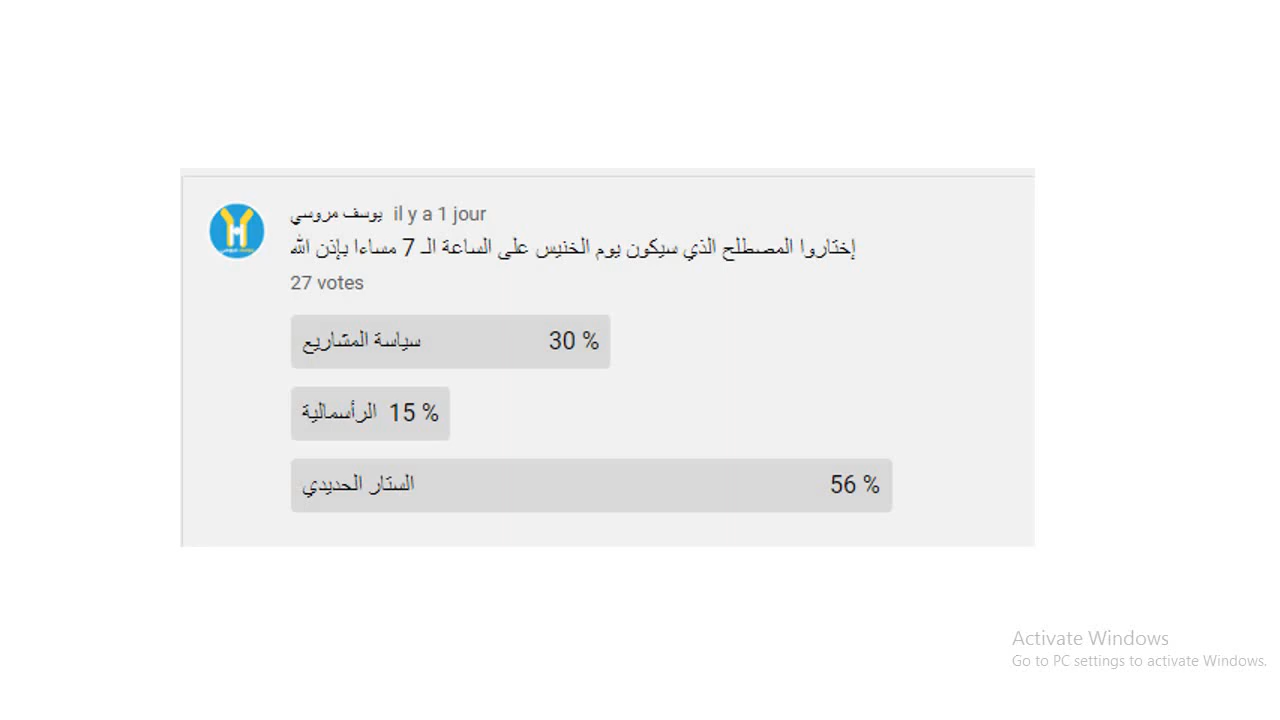 يوسف مروسي il y a 1 jour
إختاروا المصطلح الذي سيكون يوم الخنيس على الساعة الـ 7 مساءا بإذن الله
27 votes
سياسة المشاريع 30 %
الرأسمالية 15 %
الستار الحديدي 56 %
Activate Windows
Go to PC settings to activate Windows.